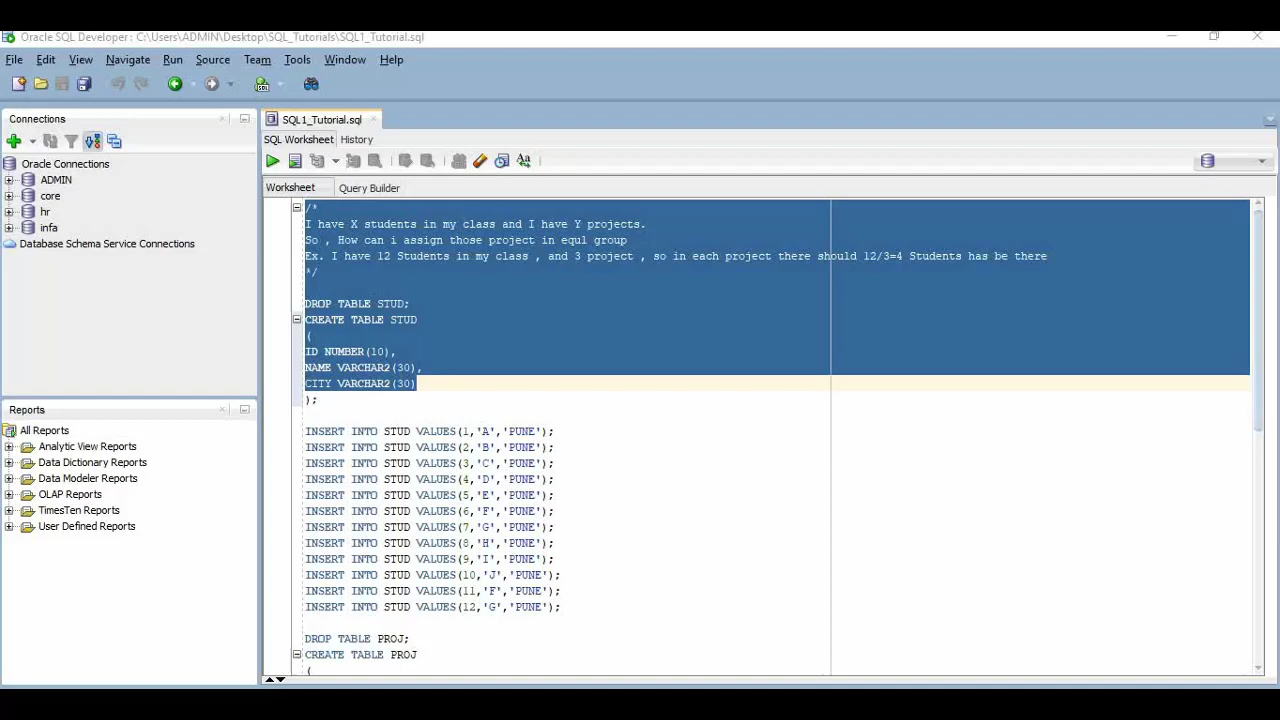 Oracle SQL Developer: C:\Users\ADMIN\Desktop\SQL_Tutorials\SQL1_Tutorial.sql
File Edit View Navigate Run Source Team Tools Window Help
Connections
Oracle Connections
ADMIN
core
hr
infa
Database Schema Service Connections
Reports
All Reports
Analytic View Reports
Data Dictionary Reports
Data Modeler Reports
OLAP Reports
TimesTen Reports
User Defined Reports
SQL1_Tutorial.sql
SQL Worksheet History
Worksheet Query Builder
/*
I have X students in my class and I have Y projects.
So , How can i assign those project in equl group
Ex. I have 12 Students in my class , and 3 project , so in each project there should 12/3=4 Students has be there
*/
DROP TABLE STUD;
CREATE TABLE STUD
(
ID NUMBER(10),
NAME VARCHAR2(30),
CITY VARCHAR2(30)
);
INSERT INTO STUD VALUES(1,'A','PUNE');
INSERT INTO STUD VALUES(2,'B','PUNE');
INSERT INTO STUD VALUES(3,'C','PUNE');
INSERT INTO STUD VALUES(4,'D','PUNE');
INSERT INTO STUD VALUES(5,'E','PUNE');
INSERT INTO STUD VALUES(6,'F','PUNE');
INSERT INTO STUD VALUES(7,'G','PUNE');
INSERT INTO STUD VALUES(8,'H','PUNE');
INSERT INTO STUD VALUES(9,'I','PUNE');
INSERT INTO STUD VALUES(10,'J','PUNE');
INSERT INTO STUD VALUES(11,'F','PUNE');
INSERT INTO STUD VALUES(12,'G','PUNE');
DROP TABLE PROJ;
CREATE TABLE PROJ
(